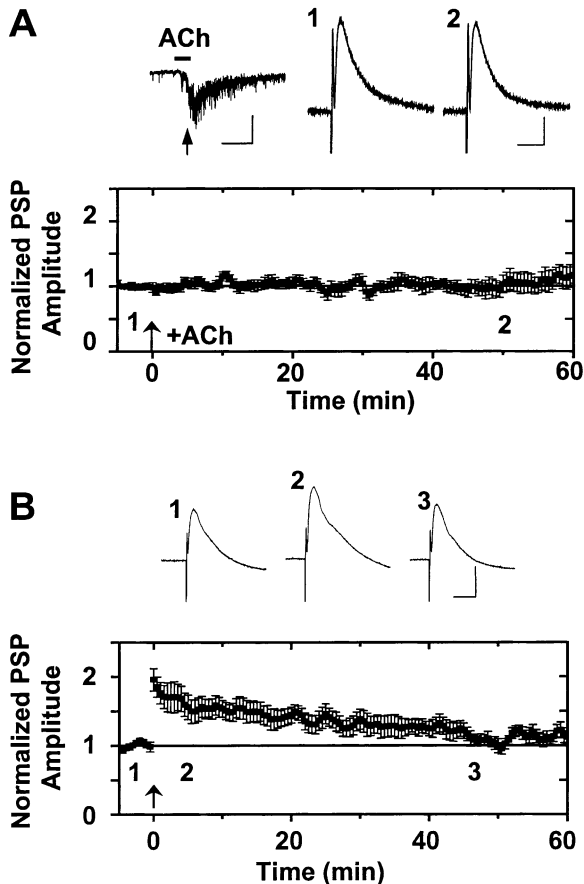 A
ACh
1 2
Normalized PSP
Amplitude
2
1
0
1 +ACh 2
0 20 40 60
Time (min)
B
1 2 3
Normalized PSP
Amplitude
2
1
0
1 2 3
0 20 40 60
Time (min)